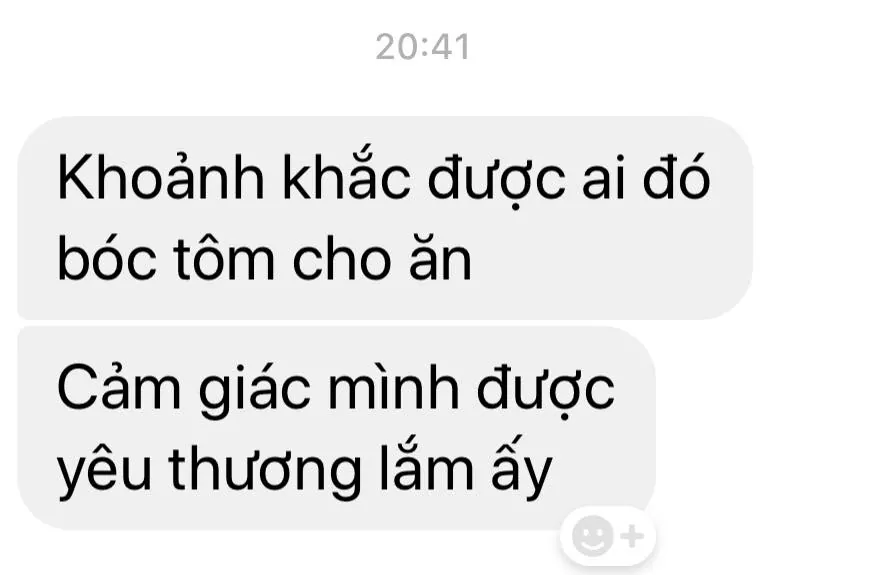 20:41
Khoảnh khắc được ai đó
bóc tôm cho ăn
Cảm giác mình được
yêu thương lắm ấy